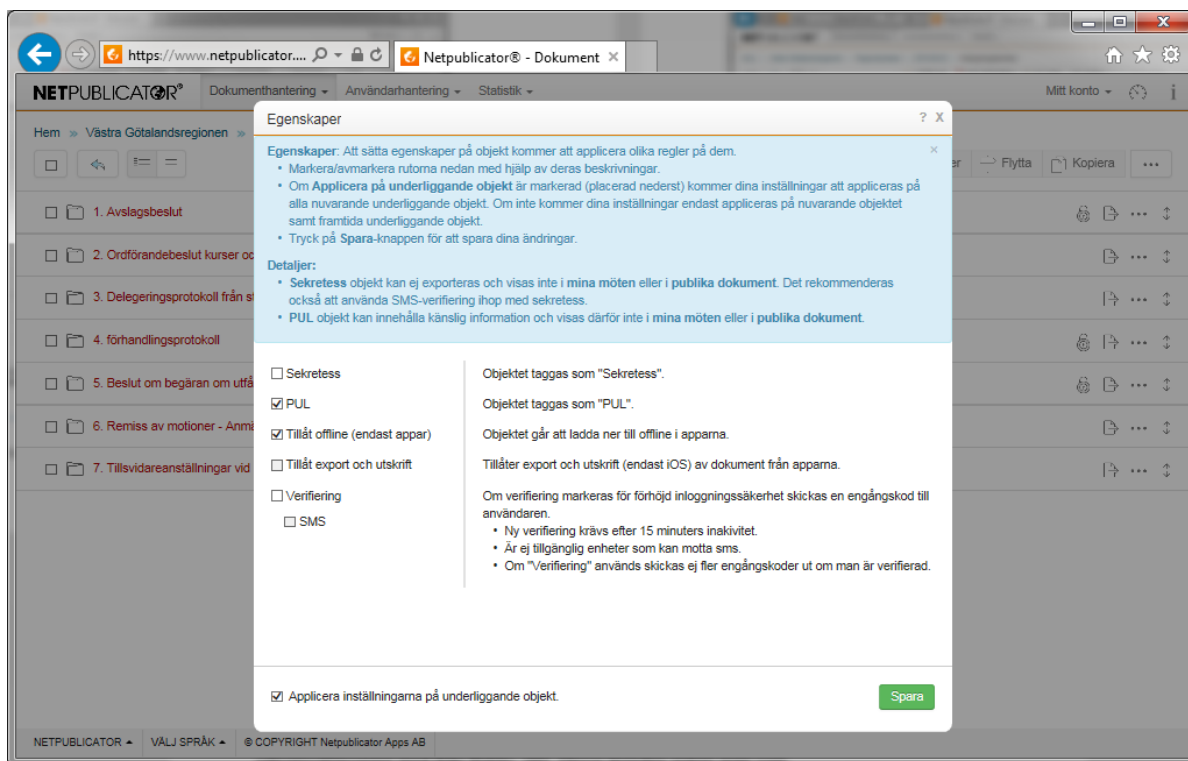 https://www.netpublicator....
Netpublicator® - Dokument
NETPUBLICATOR®
Dokumenthantering
Användarhantering
Statistik
Mitt konto
Hem » Västra Götalandsregionen »
Flytta
Kopiera
1. Avslagsbeslut
2. Ordförandebeslut kurser oc
3. Delegeringsprotokoll från s
4. förhandlingsprotokoll
5. Beslut om begäran om utfå
6. Remiss av motioner - Anmä
7. Tillsvidareanställningar vid
Egenskaper
? X
Egenskaper: Att sätta egenskaper på objekt kommer att applicera olika regler på dem.
• Markera/avmarkera rutorna nedan med hjälp av deras beskrivningar.
• Om Applicera på underliggande objekt är markerad (placerad nederst) kommer dina inställningar att appliceras på
alla nuvarande underliggande objekt. Om inte kommer dina inställningar endast appliceras på nuvarande objektet
samt framtida underliggande objekt.
• Tryck på Spara-knappen för att spara dina ändringar.
Detaljer:
• Sekretess objekt kan ej exporteras och visas inte i mina möten eller i publika dokument. Det rekommenderas
också att använda SMS-verifiering ihop med sekretess.
• PUL objekt kan innehålla känslig information och visas därför inte i mina möten eller i publika dokument.
Sekretess
Objektet taggas som "Sekretess".
PUL
Objektet taggas som "PUL".
Tillåt offline (endast appar)
Objektet går att ladda ner till offline i apparna.
Tillåt export och utskrift
Tillåter export och utskrift (endast iOS) av dokument från apparna.
Verifiering
SMS
Om verifiering markeras för förhöjd inloggningssäkerhet skickas en engångskod till
användaren.
• Ny verifiering krävs efter 15 minuters inakivitet.
• Är ej tillgänglig enheter som kan motta sms.
• Om "Verifiering" används skickas ej fler engångskoder ut om man är verifierad.
Applicera inställningarna på underliggande objekt.
Spara
NETPUBLICATOR
VÄLJ SPRÅK
© COPYRIGHT Netpublicator Apps AB